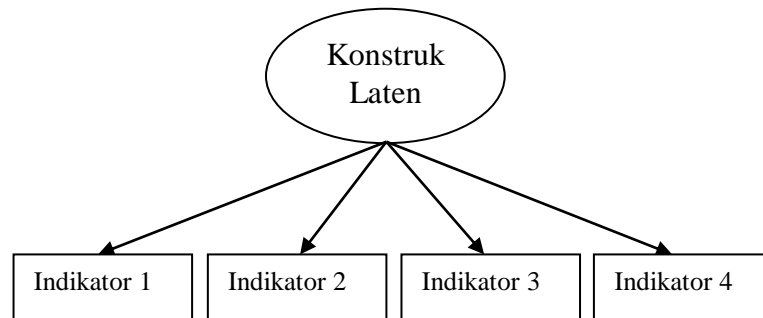 Konstruk
Laten
Indikator 1
Indikator 2
Indikator 3
Indikator 4